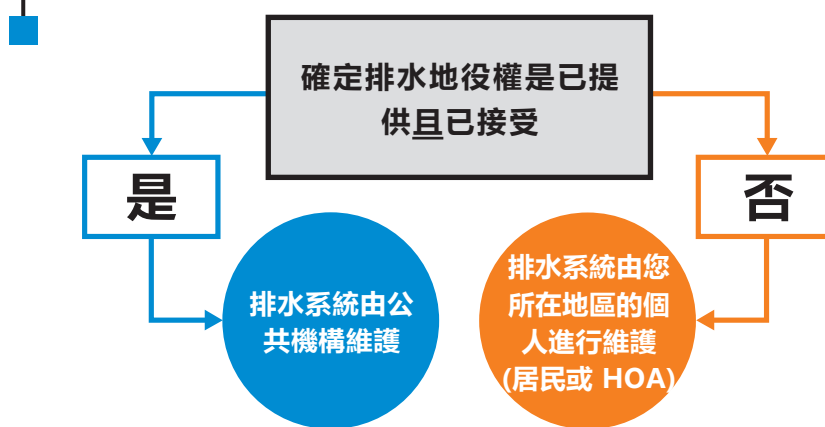 確定排水地役權是已提
供且已接受
是
否
排水系統由公
共機構維護
排水系統由您
所在地區的個
人進行維護
(居民或 HOA)